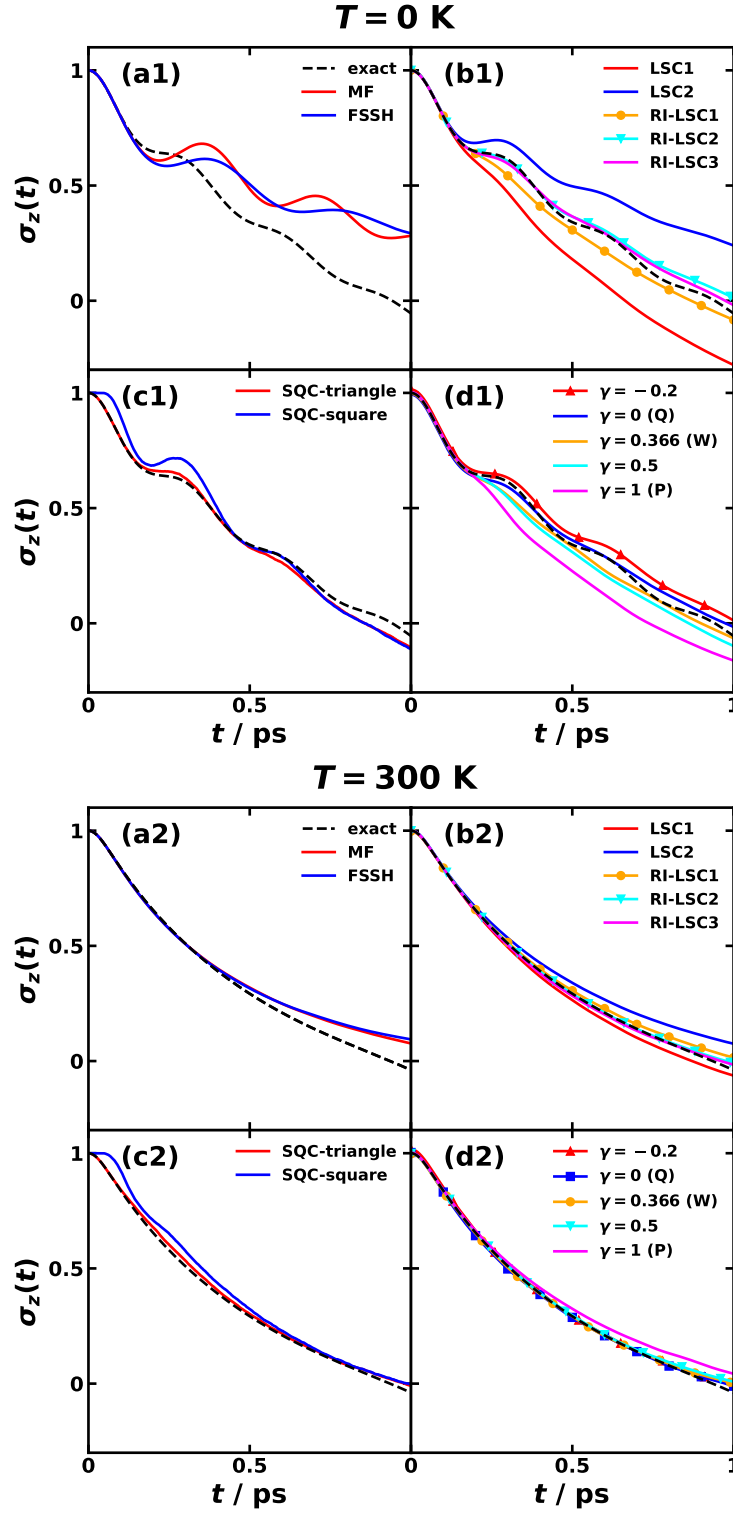 T = 0 K
(a1)
exact
MF
FSSH
(b1)
LSC1
LSC2
RI-LSC1
RI-LSC2
RI-LSC3
1
0.5
0
σz(t)
(c1)
SQC-triangle
SQC-square
(d1)
γ = −0.2
γ = 0 (Q)
γ = 0.366 (W)
γ = 0.5
γ = 1 (P)
1
0.5
0
σz(t)
0
0.5
0
0.5
1
t / ps
t / ps
T = 300 K
(a2)
exact
MF
FSSH
(b2)
LSC1
LSC2
RI-LSC1
RI-LSC2
RI-LSC3
1
0.5
0
σz(t)
(c2)
SQC-triangle
SQC-square
(d2)
γ = −0.2
γ = 0 (Q)
γ = 0.366 (W)
γ = 0.5
γ = 1 (P)
1
0.5
0
σz(t)
0
0.5
0
0.5
1
t / ps
t / ps